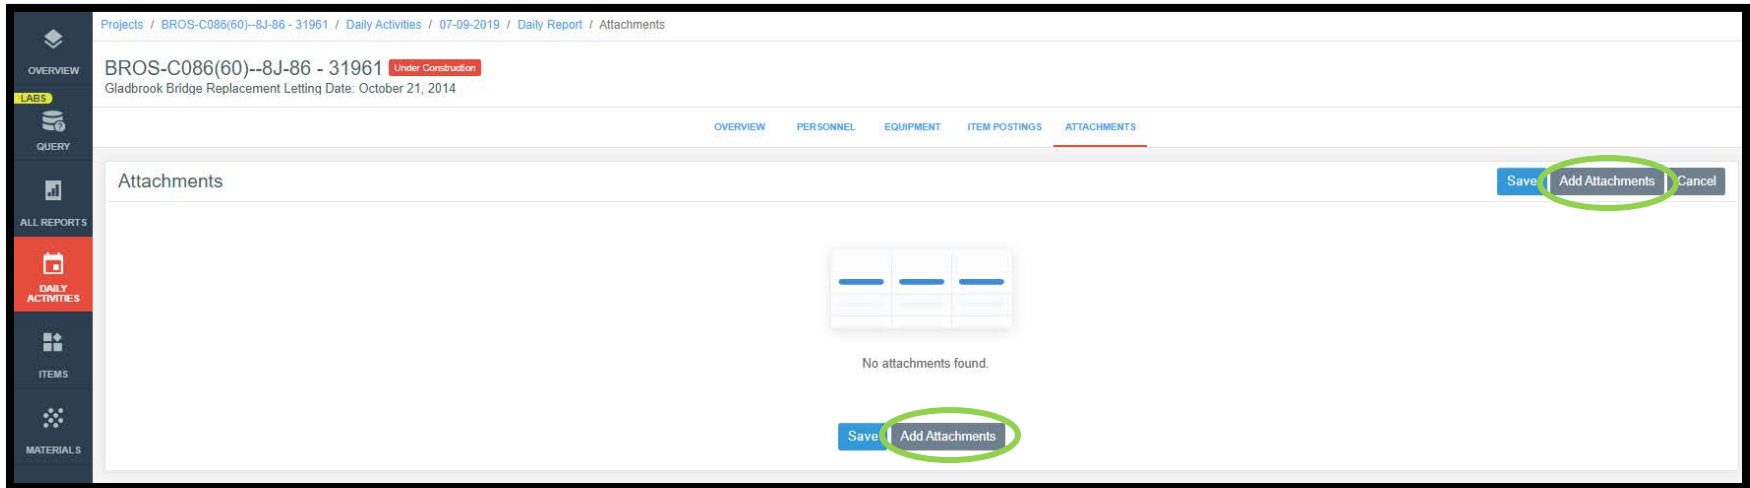 Projects / BROS-C086(60)--8J-86 - 31961 / Daily Activities / 07-09-2019 / Daily Report / Attachments
OVERVIEW
LABS
QUERY
ALL REPORTS
DAILY
ACTIVITIES
ITEMS
MATERIALS
BROS-C086(60)--8J-86 - 31961 Under Construction
Gladbrook Bridge Replacement Letting Date: October 21, 2014
OVERVIEW PERSONNEL EQUIPMENT ITEM POSTINGS ATTACHMENTS
Attachments Save Add Attachments Cancel
No attachments found.
Save Add Attachments